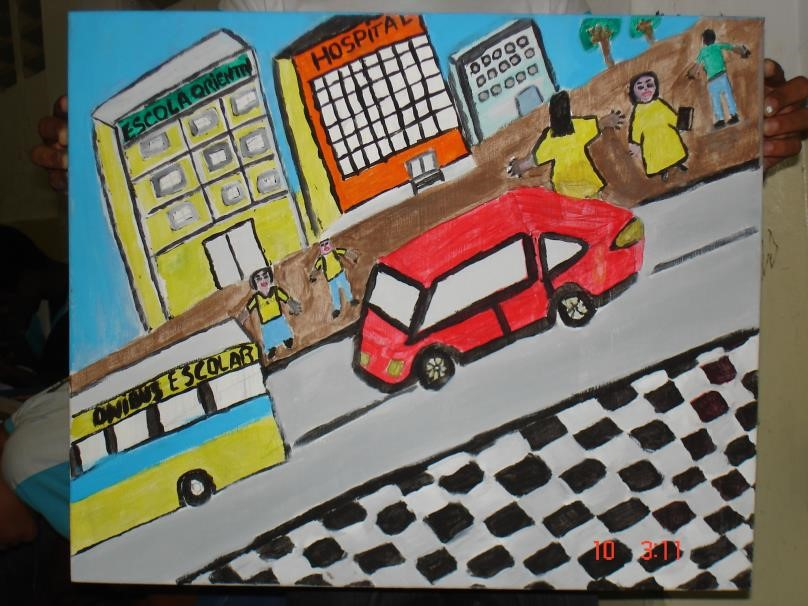 HOSPITAL
ESCOLA ORIENTA
ONIBUS ESCOLAR
10 3:11